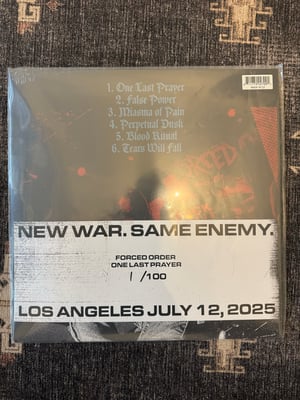 1. One Last Prayer
2. False Power
3. Miasma of Pain
4. Perpetual Dusk
5. Blood Ritual
6. Tears Will Fall
NEW WAR. SAME ENEMY.
FORCED ORDER
ONE LAST PRAYER
1 /100
LOS ANGELES JULY 12, 2025